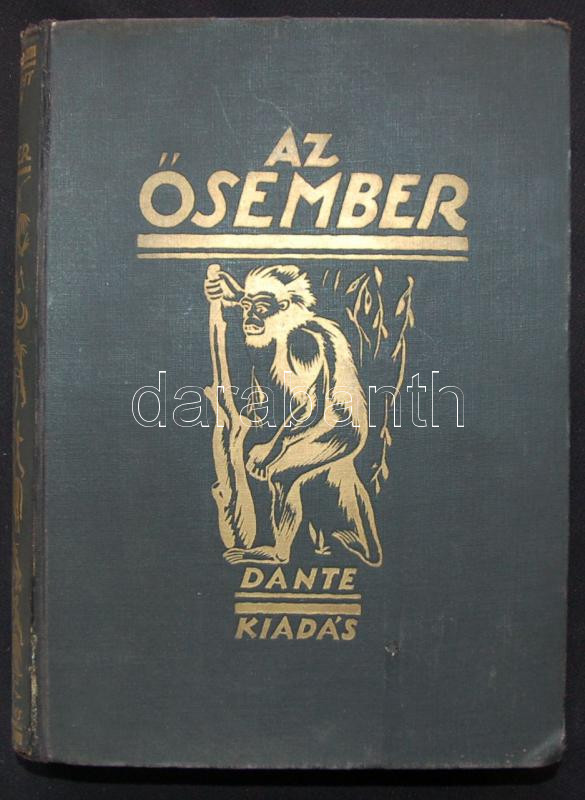 AZ
ŐSEMBER
darabanth
DANTE
KIADÁS